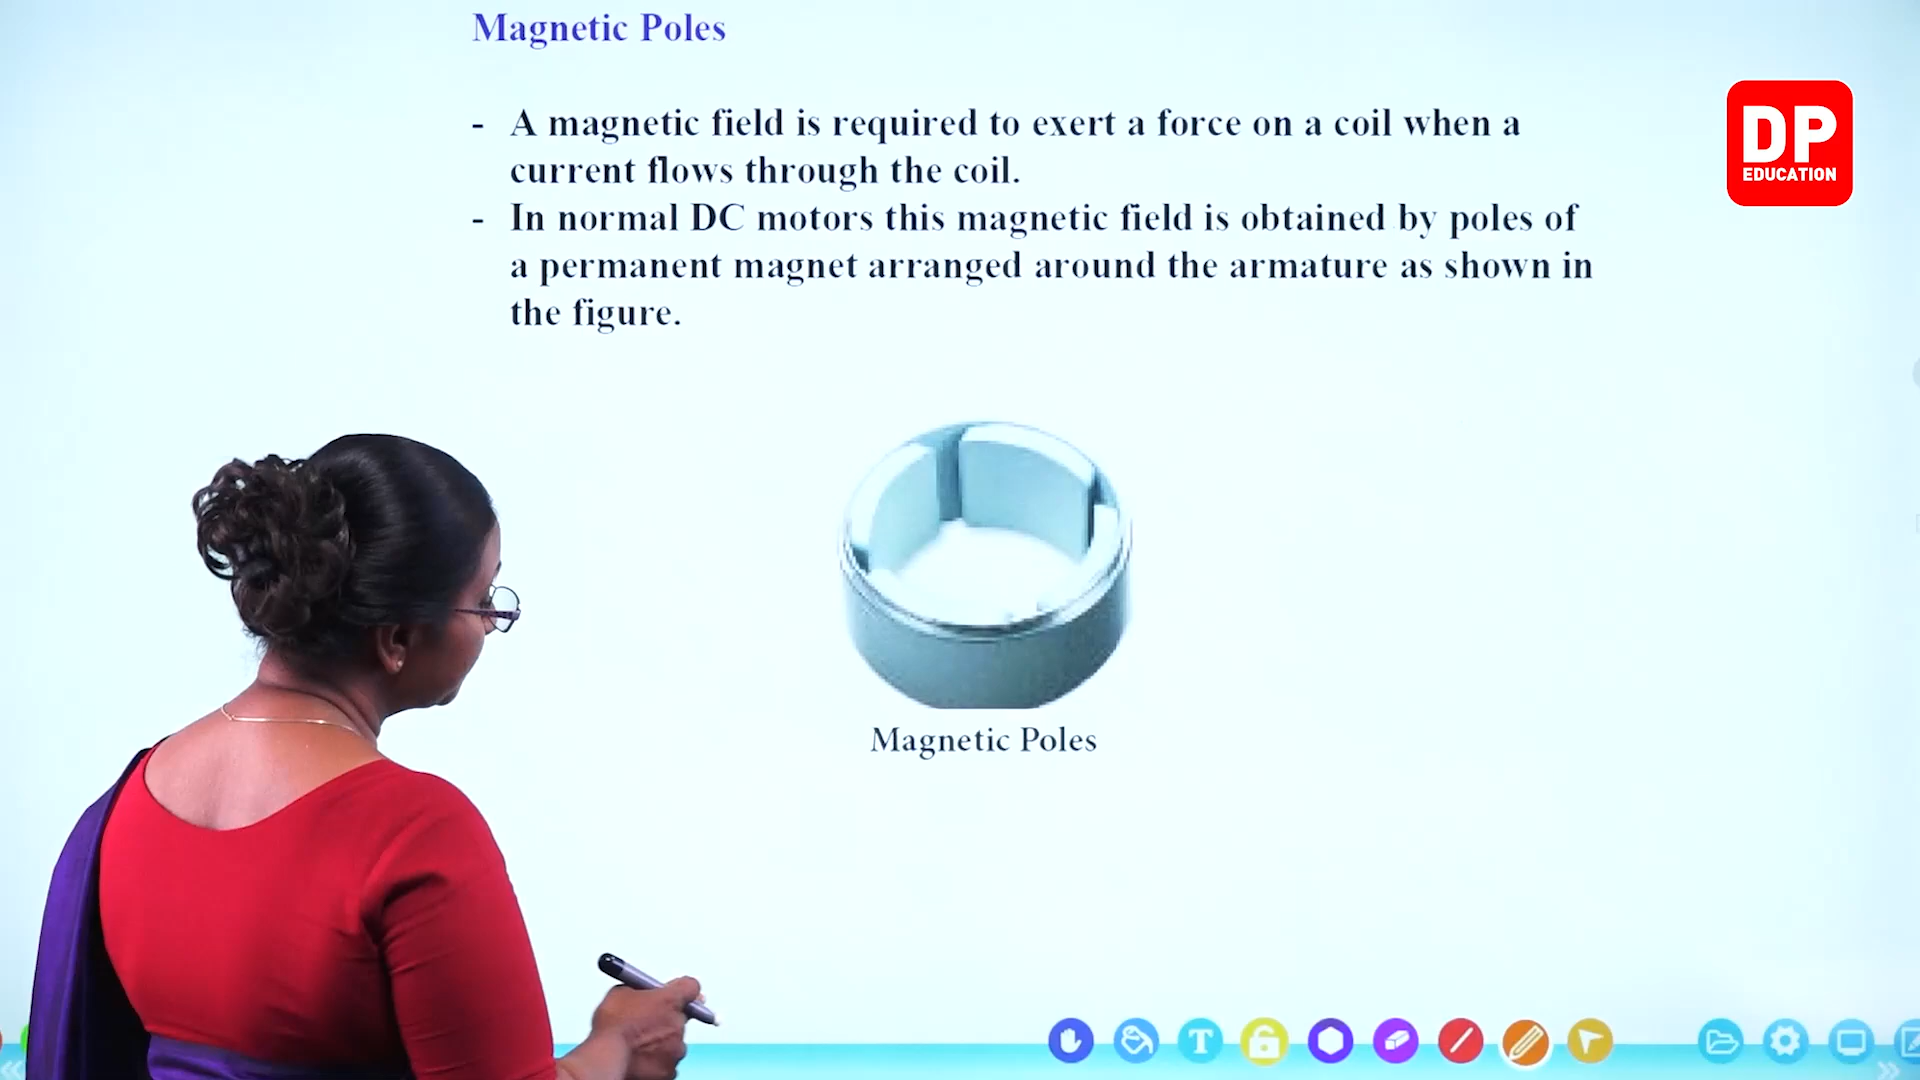 Magnetic Poles
DP
EDUCATION
- A magnetic field is required to exert a force on a coil when a
current flows through the coil.
- In normal DC motors this magnetic field is obtained by poles of
a permanent magnet arranged around the armature as shown in
the figure.
Magnetic Poles
T